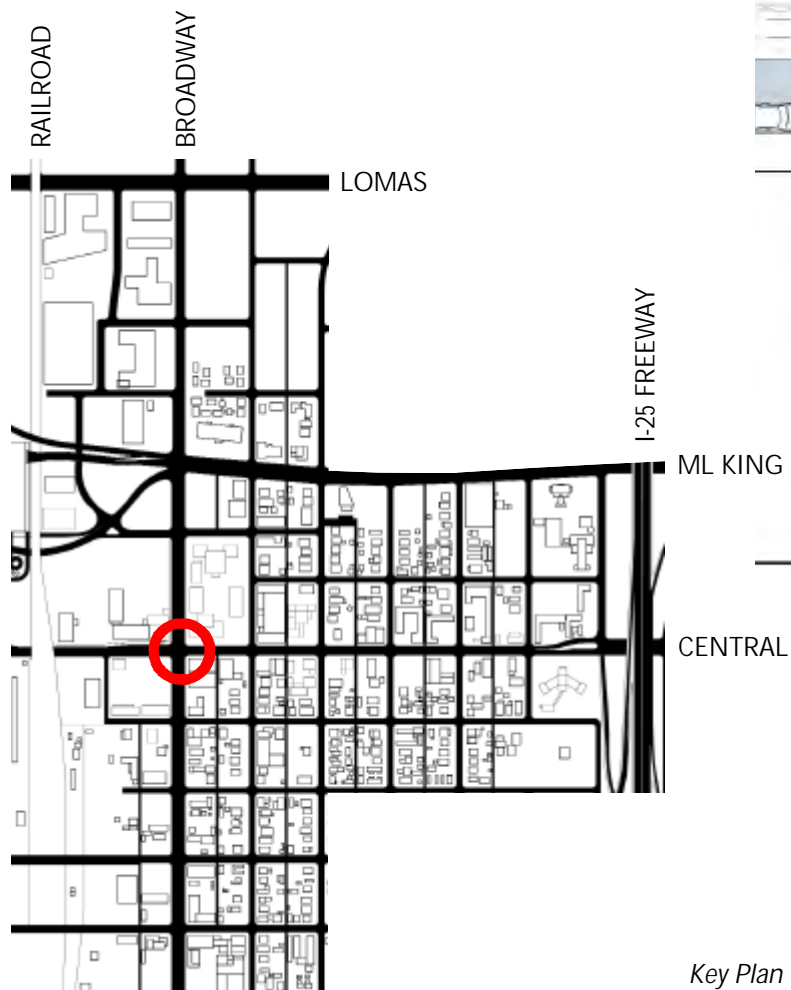 RAILROAD
BROADWAY
LOMAS
I-25 FREEWAY
ML KING
CENTRAL
Key Plan